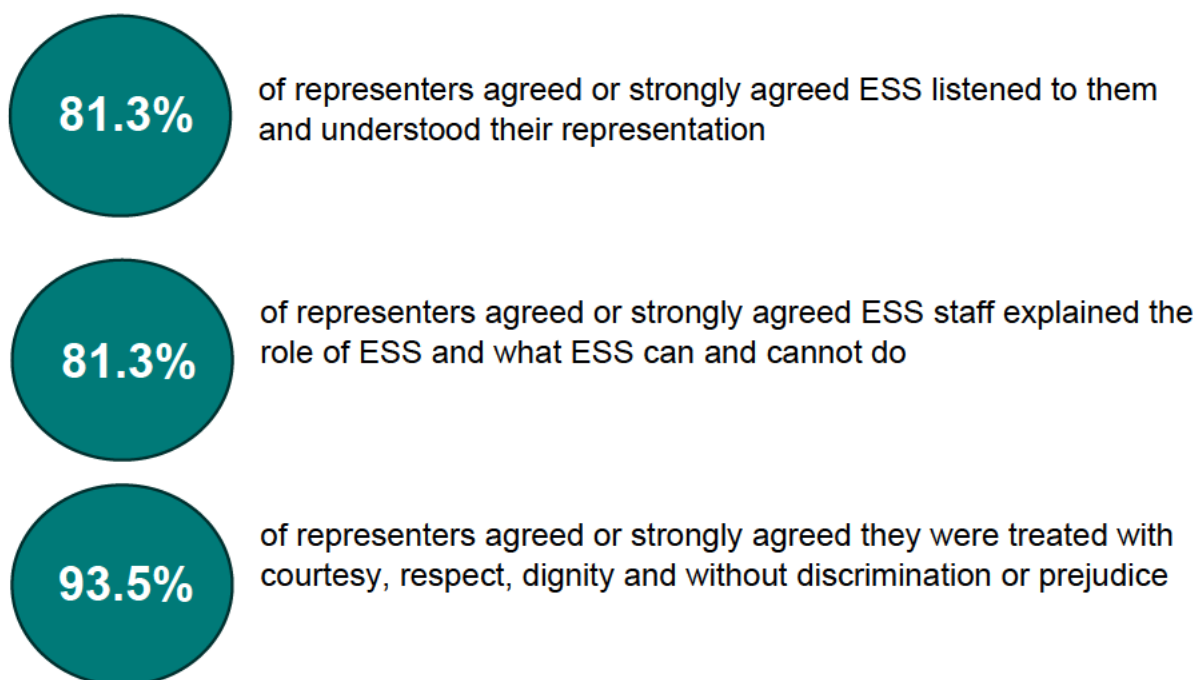 81.3%
of representers agreed or strongly agreed ESS listened to them
and understood their representation
81.3%
of representers agreed or strongly agreed ESS staff explained the
role of ESS and what ESS can and cannot do
93.5%
of representers agreed or strongly agreed they were treated with
courtesy, respect, dignity and without discrimination or prejudice